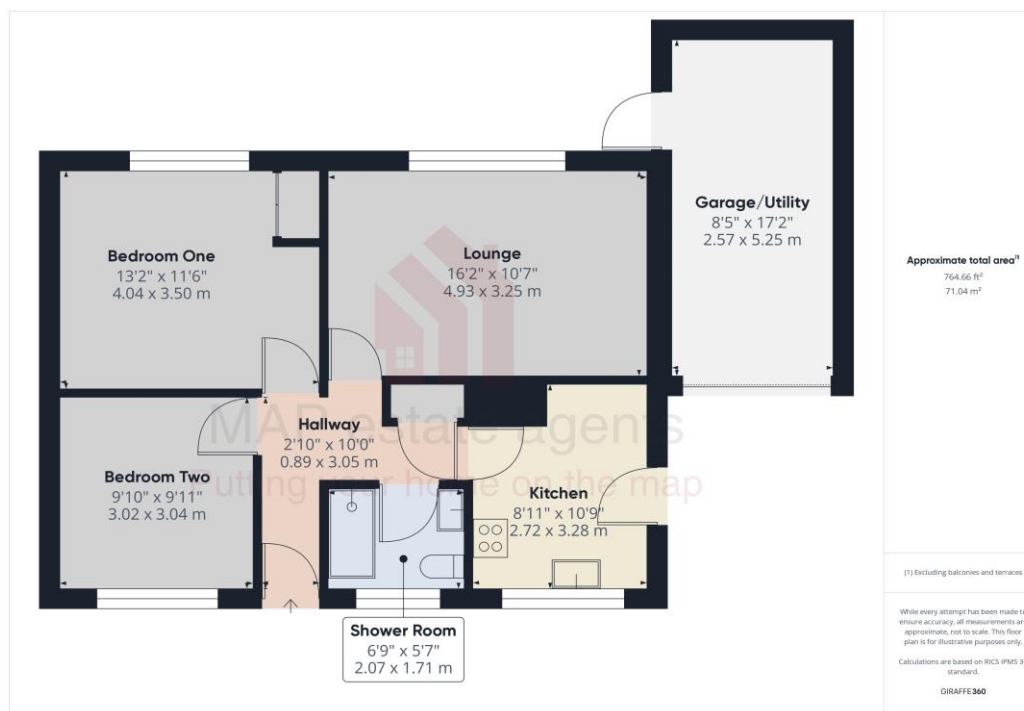 Bedroom One
13'2" x 11'6"
4.04 x 3.50 m
Lounge
16'2" x 10'7"
4.93 x 3.25 m
Garage/Utility
8'5" x 17'2"
2.57 x 5.25 m
Hallway
2'10" x 10'0"
0.89 x 3.05 m
MAP estate agents
Putting your home on the map
Bedroom Two
9'10" x 9'11"
3.02 x 3.04 m
Kitchen
8'11" x 10'9"
2.72 x 3.28 m
Shower Room
6'9" x 5'7"
2.07 x 1.71 m
Approximate total area(1)
764.66 ft²
71.04 m²
(1) Excluding balconies and terraces
While every attempt has been made to
ensure accuracy, all measurements are
approximate, not to scale. This floor
plan is for illustrative purposes only.
Calculations are based on RICS IPMS 3
standard.
GIRAFFE360